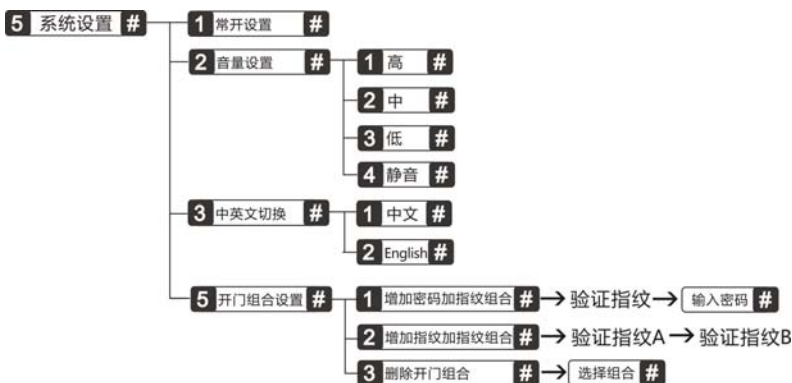 5 系统设置 # 1 常开设置 #
2 音量设置 # 1 高 #
2 中 #
3 低 #
4 静音 #
3 中英文切换 # 1 中文 #
2 English #
5 开门组合设置 # 1 增加密码加指纹组合 # → 验证指纹 → 输入密码 #
2 增加指纹加指纹组合 # → 验证指纹A → 验证指纹B
3 删除开门组合 # → 选择组合 #